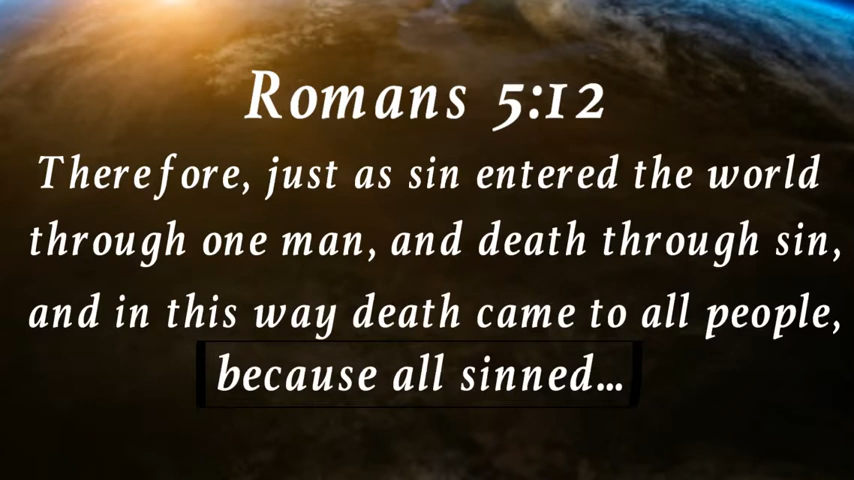 Romans 5:12
Therefore, just as sin entered the world
through one man, and death through sin,
and in this way death came to all people,
because all sinned...